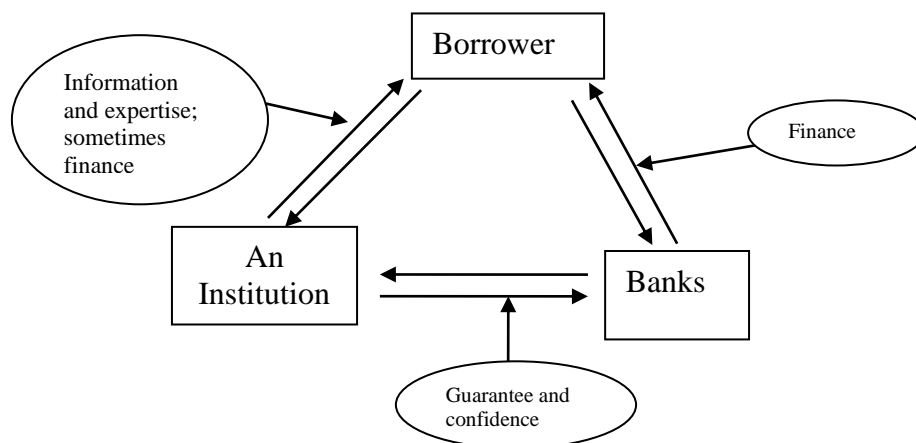 Borrower
Information
and expertise;
sometimes
finance
Finance
An
Institution
Banks
Guarantee and
confidence